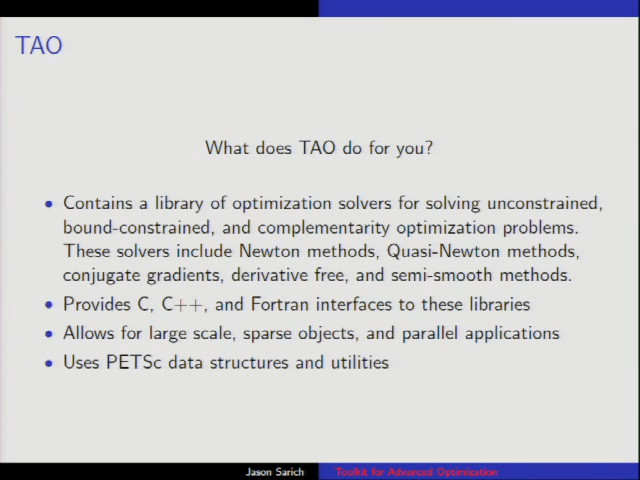 TAO
What does TAO do for you?
• Contains a library of optimization solvers for solving unconstrained,
bound-constrained, and complementarity optimization problems.
These solvers include Newton methods, Quasi-Newton methods,
conjugate gradients, derivative free, and semi-smooth methods.
• Provides C, C++, and Fortran interfaces to these libraries
• Allows for large scale, sparse objects, and parallel applications
• Uses PETSc data structures and utilities
Jason Sarich Toolkit for Advanced Optimization